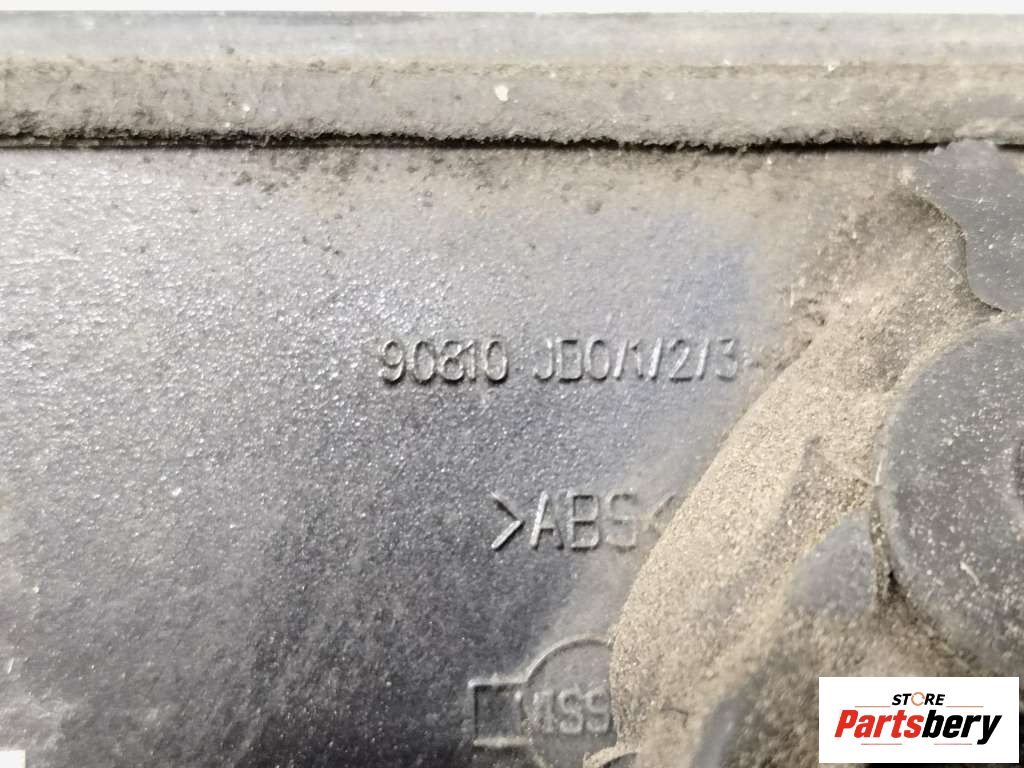 90810 JD0/1/2/3
>ABS<
STORE
Partsbery